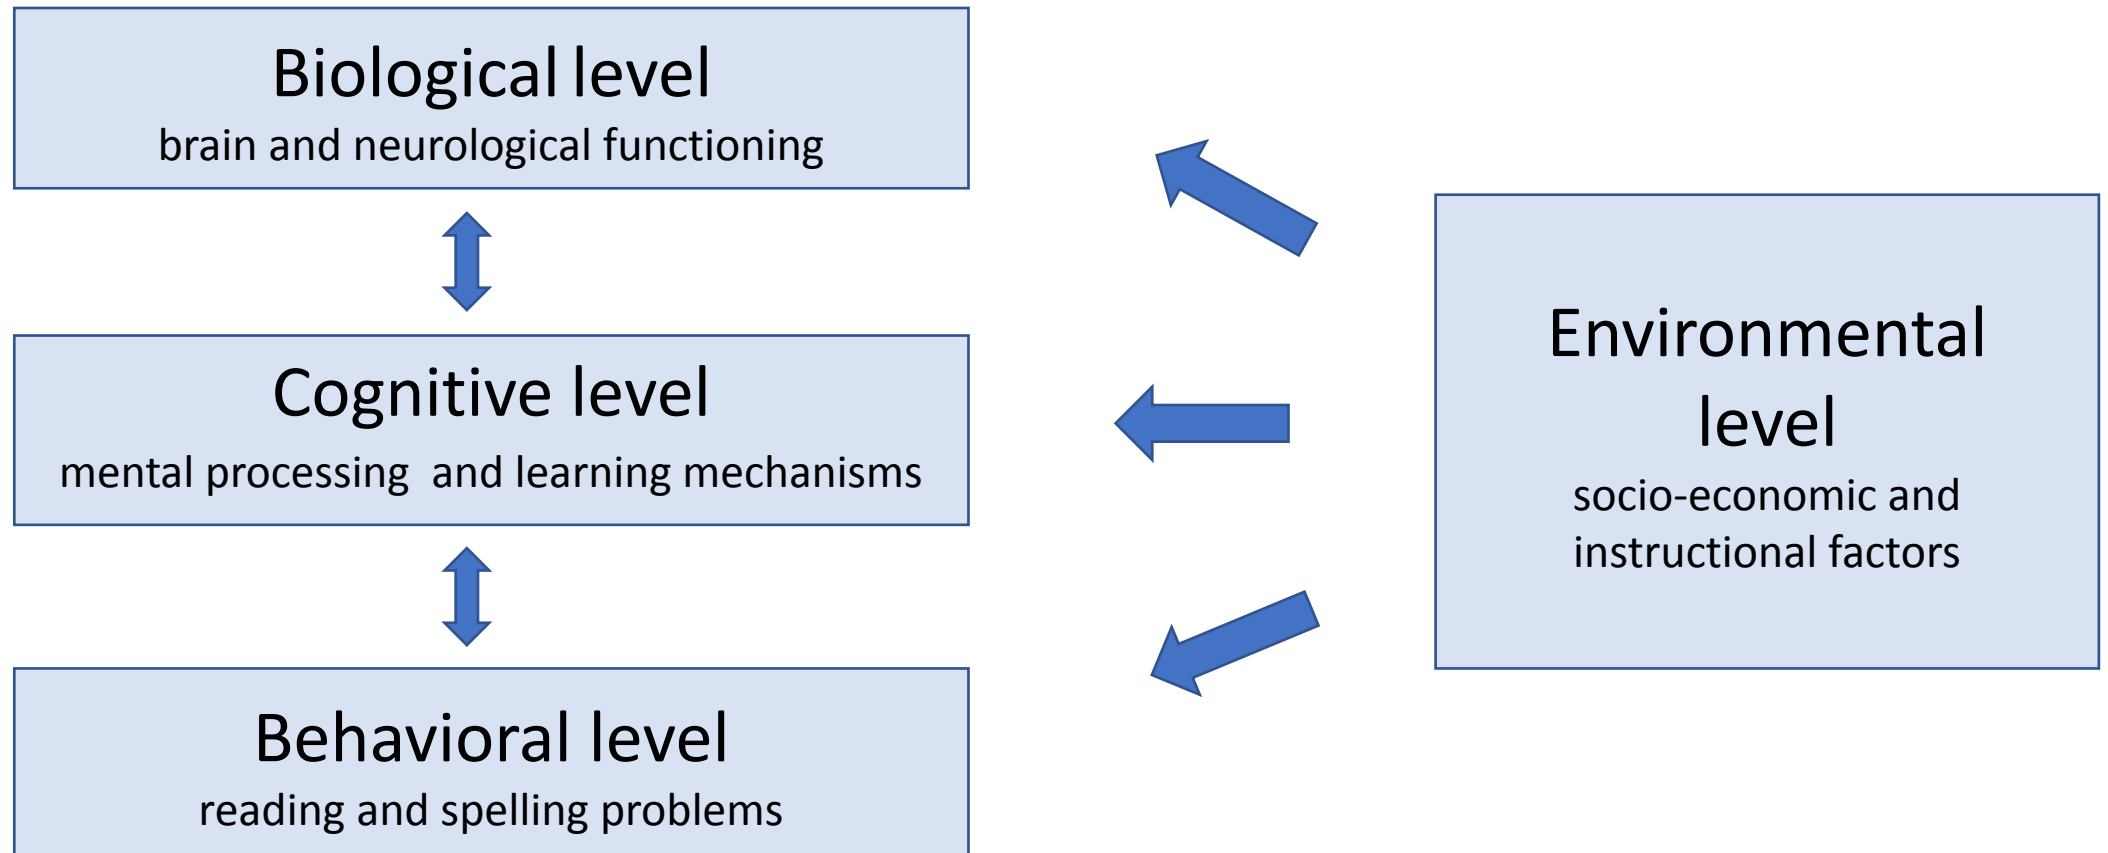 Biological level
brain and neurological functioning
Cognitive level
mental processing  and learning mechanisms
Behavioral level
reading and spelling problems
Environmental
level
socio-economic and
instructional factors